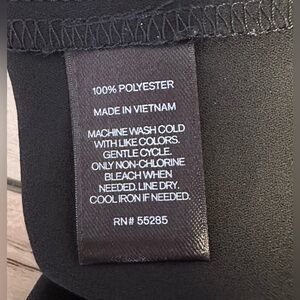 100% POLYESTER
MADE IN VIETNAM
MACHINE WASH COLD
WITH LIKE COLORS.
GENTLE CYCLE.
ONLY NON-CHLORINE
BLEACH WHEN
NEEDED. LINE DRY.
COOL IRON IF NEEDED.
RN# 55285